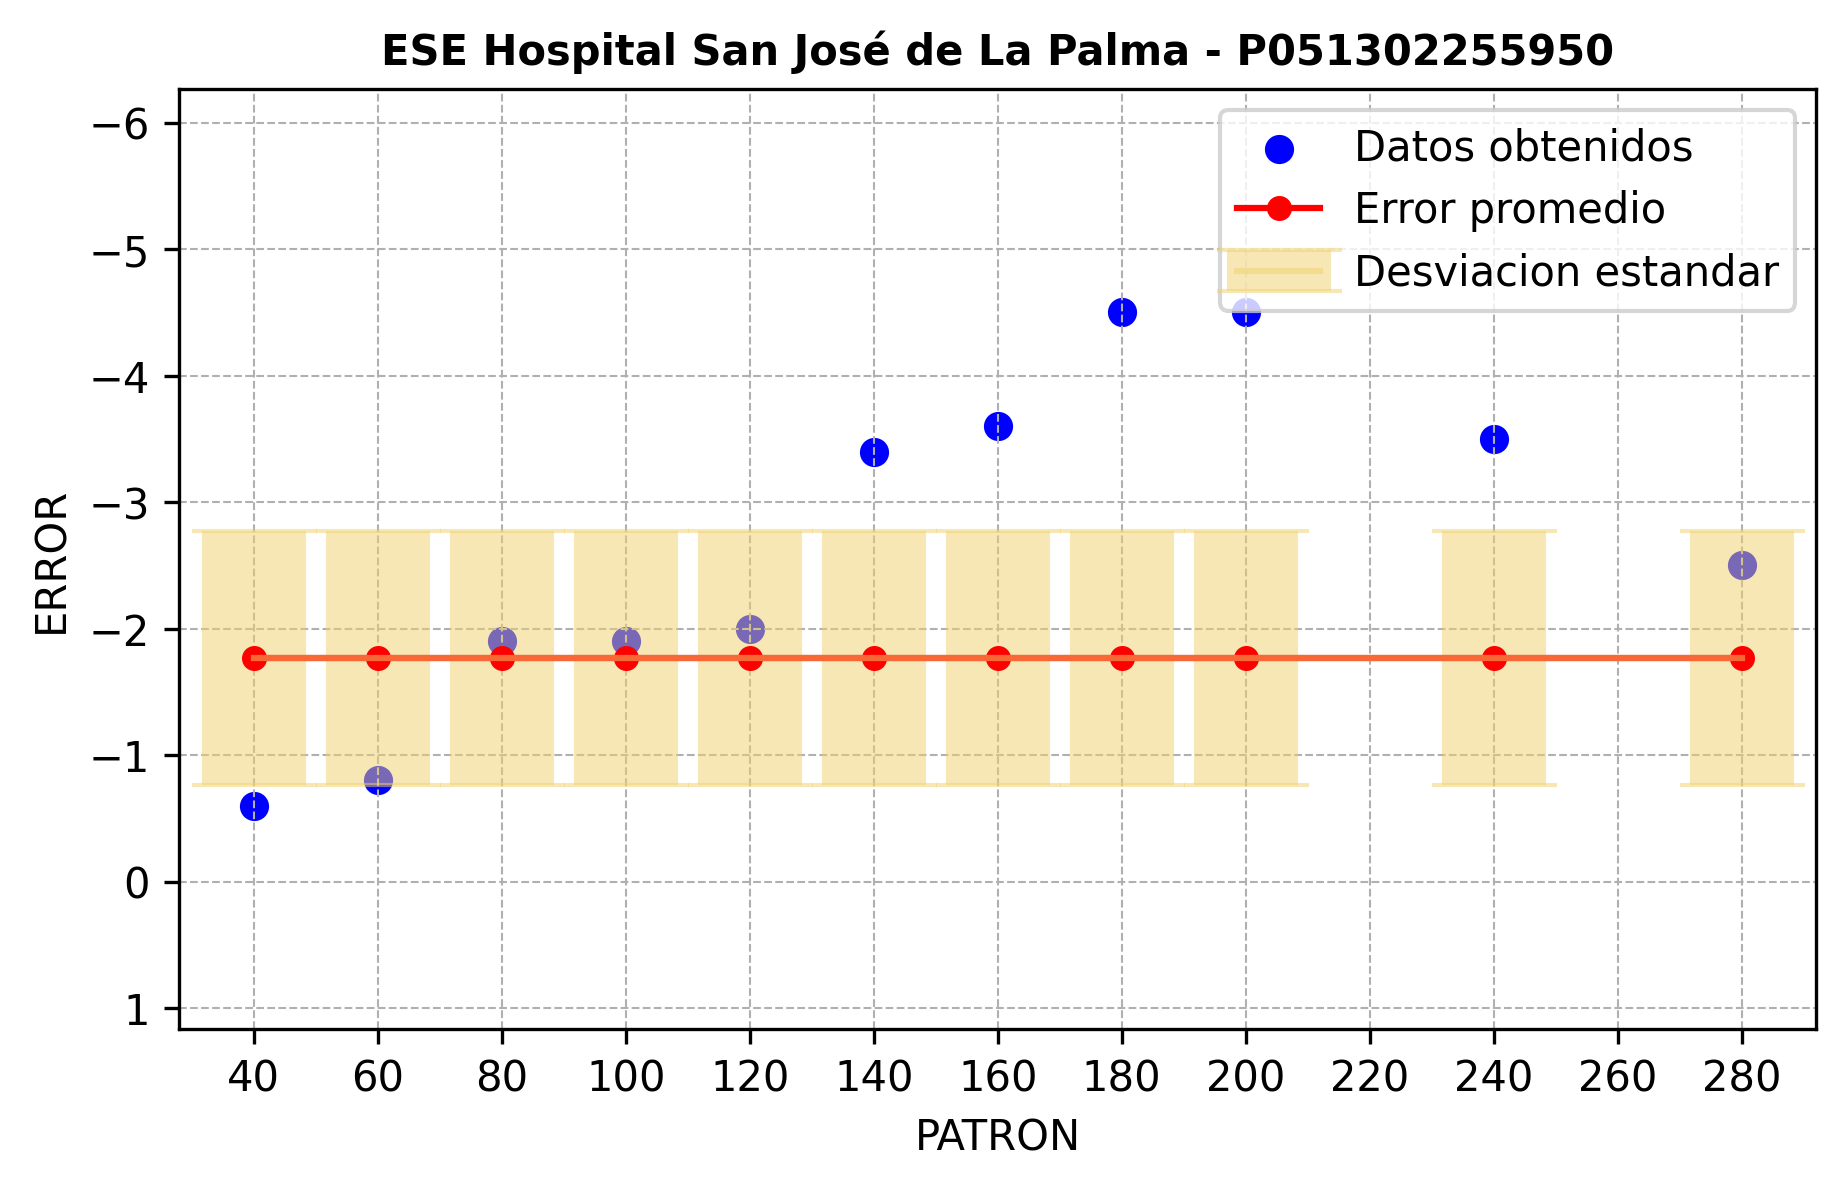 ESE Hospital San José de La Palma - P051302255950
Datos obtenidos
Error promedio
Desviacion estandar
ERROR
−6
−5
−4
−3
−2
−1
0
1
40 60 80 100 120 140 160 180 200 220 240 260 280
PATRON